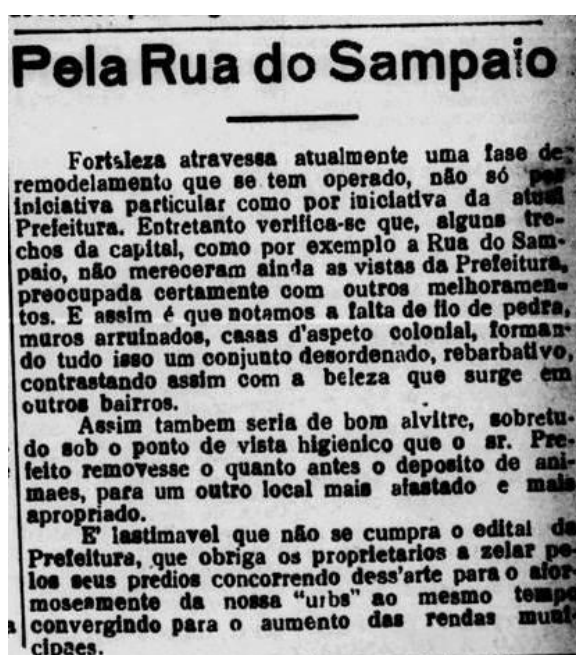 Pela Rua do Sampaio
Fortaleza atravessa atualmente uma fase de
remodelamento que se tem operado, não só por
iniciativa particular como por iniciativa da atual
Prefeitura. Entretanto verifica-se que, alguns tre-
chos da capital, como por exemplo a Rua do Sam-
paio, não mereceram ainda as vistas da Prefeitura,
preocupada certamente com outros melhoramen-
tos. E assim é que notamos a falta de fio de pedra,
muros arruinados, casas d'aspeto colonial, forman-
do tudo isso um conjunto desordenado, rebarbativo,
contrastando assim com a beleza que surge em
outros bairros.
Assim tambem seria de bom alvitre, sobretu-
do sob o ponto de vista higienico que o sr. Pre-
feito removesse o quanto antes o deposito de ani-
maes, para um outro local mais afastado e mais
apropriado.
E' lastimavel que não se cumpra o edital da
Prefeitura, que obriga os proprietarios a zelar pe-
los seus predios concorrendo dess'arte para o afor-
moseamente da nossa "urbs" ao mesmo tempo
convergindo para o aumento das rendas muni-
cipaes.